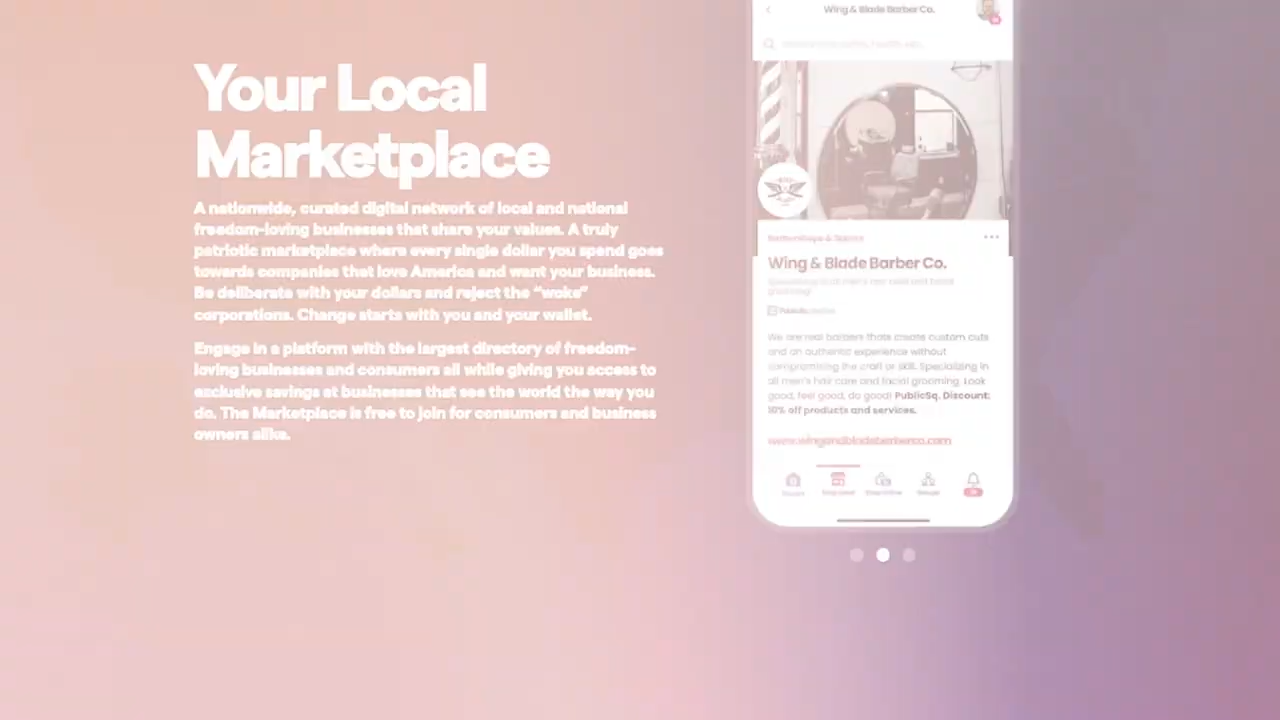 Your Local
Marketplace
A nationwide, curated digital network of local and national
freedom-loving businesses that share your values. A truly
patriotic marketplace where every single dollar you spend goes
towards companies that love America and want your business.
Be deliberate with your dollars and reject the “woke”
corporations. Change starts with you and your wallet.
Engage in a platform with the largest directory of freedom-
loving businesses and consumers all while giving you access to
exclusive savings at businesses that see the world the way you
do. The Marketplace is free to join for consumers and business
owners alike.
Wing & Blade Barber Co.
Wing & Blade Barber Co.
We are real barbers thats create custom cuts
and an authentic experience without
compromising the craft or skill. Specializing in
all men's hair care and facial grooming. Look
good, feel good, do good! PublicSq. Discount:
10% off products and services.
www.wingandbladebarberco.com